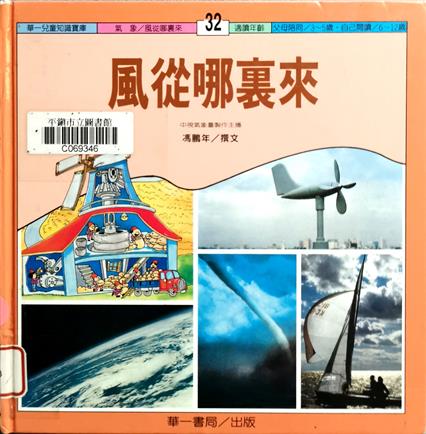 華一兒童知識寶庫
氣 象／風從哪裏來
32
適讀年齡
父母陪同／3～5歲・自己閱讀／6～12歲
風從哪裏來
中視氣象臺製作主播
馮鵬年／撰文
平鎮市立圖書館
C069346
華一書局／出版